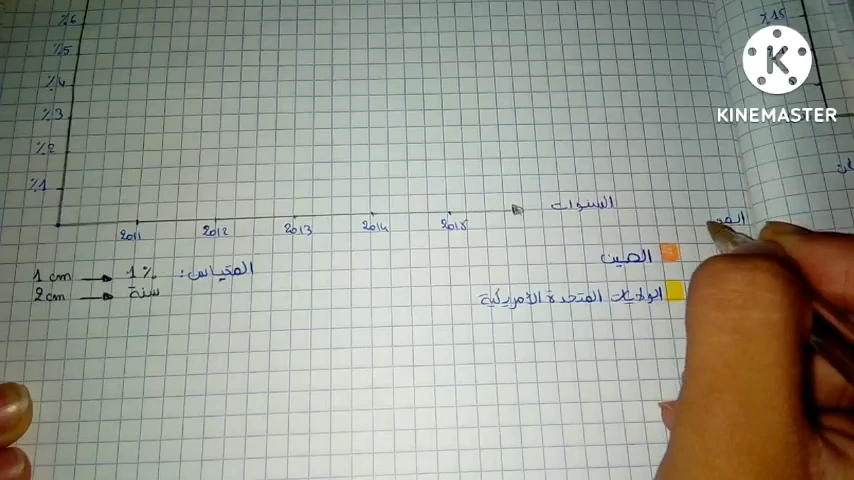 %6
%15
%5
%4
%3
%2
%1
K
KINEMASTER
السنوات
2011 2012 2013 2014 2015
الصين
المقياس: 1 cm → 1 %
2 cm → سنة
الولايات المتحدة الأمريكية